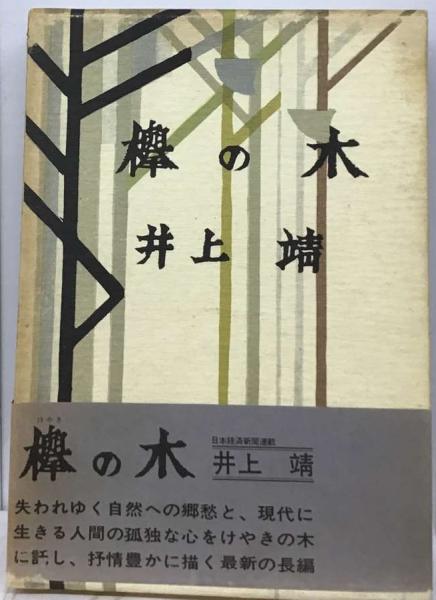 欅の木
井上 靖
けやき
欅の木
日本経済新聞連載
井上 靖
失われゆく自然への郷愁と、現代に
生きる人間の孤独な心をけやきの木
に託し、抒情豊かに描く最新の長編